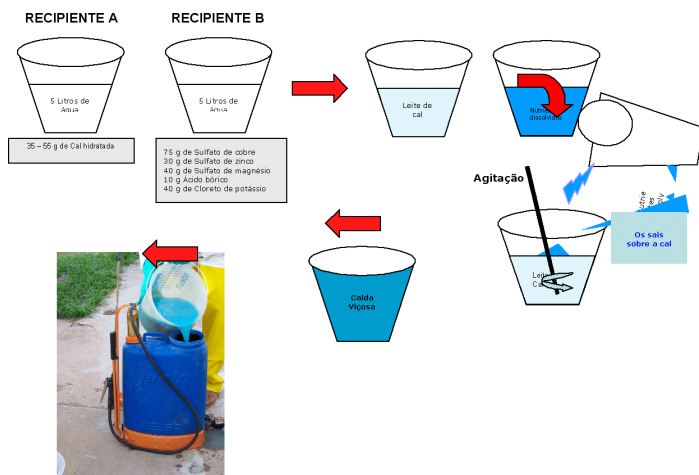 RECIPIENTE A
RECIPIENTE B
5 Litros de
água
5 Litros de
água
35 – 55 g de Cal hidratada
75 g de Sulfato de cobre
30 g de Sulfato de zinco
40 g de Sulfato de magnésio
10 g Ácido bórico
40 g de Cloreto de potássio
Leite de
cal
dissolvidos
Agitação
Os sais
sobre a cal
Calda
Viçosa